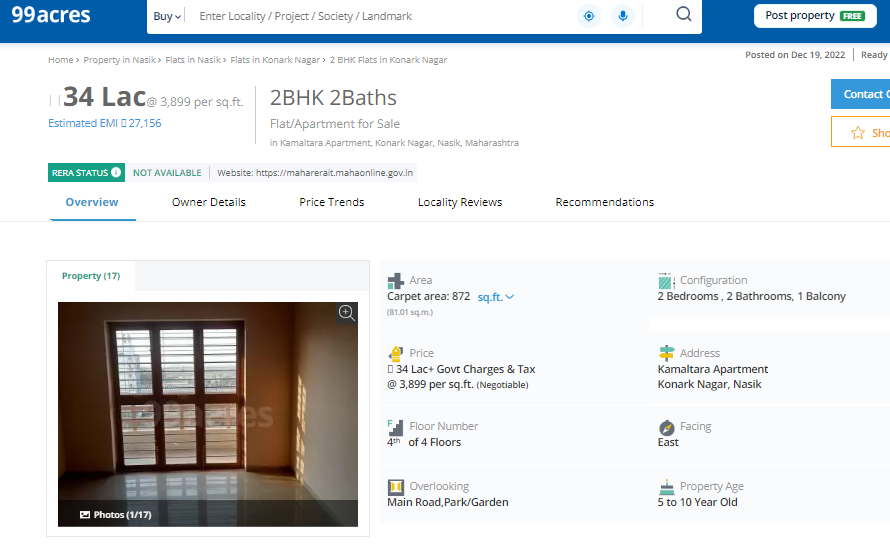 99acres
Buy
Enter Locality / Project / Society / Landmark
Post property FREE
Home > Property in Nasik > Flats in Nasik > Flats in Konark Nagar > 2 BHK Flats in Konark Nagar
Posted on Dec 19, 2022 | Ready
34 Lac @ 3,899 per sq.ft.
Estimated EMI 27,156
2BHK 2Baths
Flat/Apartment for Sale
in Kamaltara Apartment, Konark Nagar, Nasik, Maharashtra
Contact
Sho
RERA STATUS NOT AVAILABLE | Website: https://maharerait.mahaonline.gov.in
Overview
Owner Details
Price Trends
Locality Reviews
Recommendations
Property (17)
99acres
Photos (1/17)
Area
Carpet area: 872 sq.ft.
(81.01 sq.m.)
Configuration
2 Bedrooms , 2 Bathrooms, 1 Balcony
Price
34 Lac+ Govt Charges & Tax
@ 3,899 per sq.ft. (Negotiable)
Address
Kamaltara Apartment
Konark Nagar, Nasik
Floor Number
4th of 4 Floors
Facing
East
Overlooking
Main Road,Park/Garden
Property Age
5 to 10 Year Old